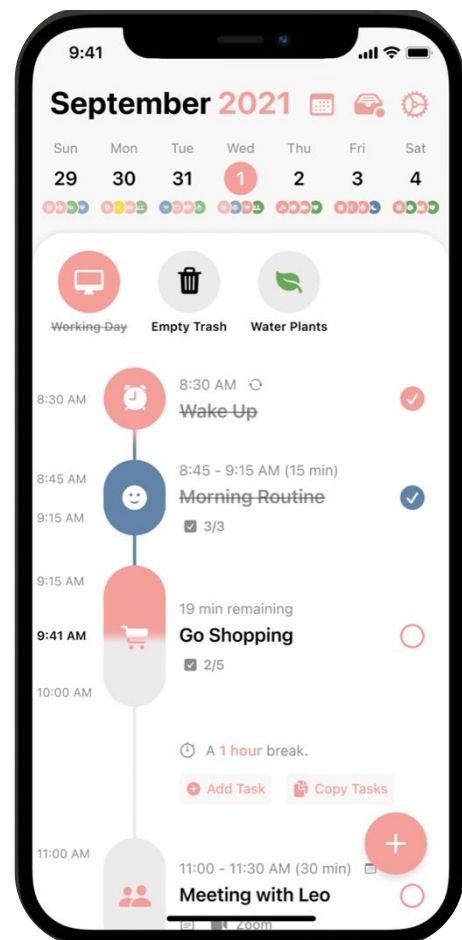 9:41
September 2021
Sun Mon Tue Wed Thu Fri Sat
29 30 31 1 2 3 4
Working Day Empty Trash Water Plants
8:30 AM
8:30 AM
Wake Up
8:45 AM
8:45 - 9:15 AM (15 min)
Morning Routine
9:15 AM
3/3
9:15 AM
19 min remaining
9:41 AM
Go Shopping
2/5
10:00 AM
A 1 hour break.
Add Task Copy Tasks
11:00 AM
11:00 - 11:30 AM (30 min)
Meeting with Leo
Zoom